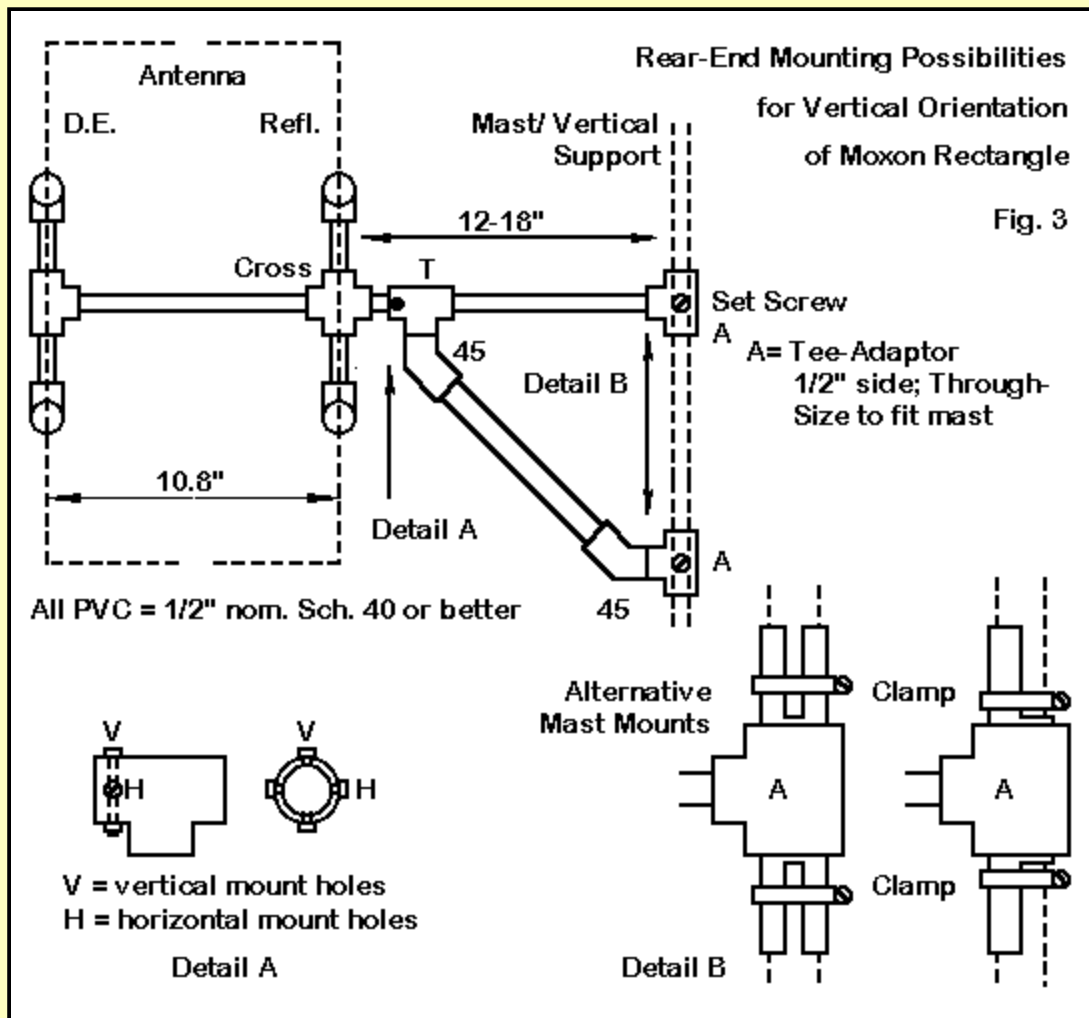 Rear-End Mounting Possibilities
for Vertical Orientation
of Moxon Rectangle
Fig. 3
Antenna
D.E.
Refl.
Mast/ Vertical
Support
12-18"
Cross
T
Set Screw
A
45
Detail B
A= Tee-Adaptor
1/2" side; Through-
Size to fit mast
10.8"
Detail A
A
45
All PVC = 1/2" nom. Sch. 40 or better
Alternative
Mast Mounts
Clamp
V
V
H
H
A
A
V = vertical mount holes
H = horizontal mount holes
Clamp
Detail A
Detail B